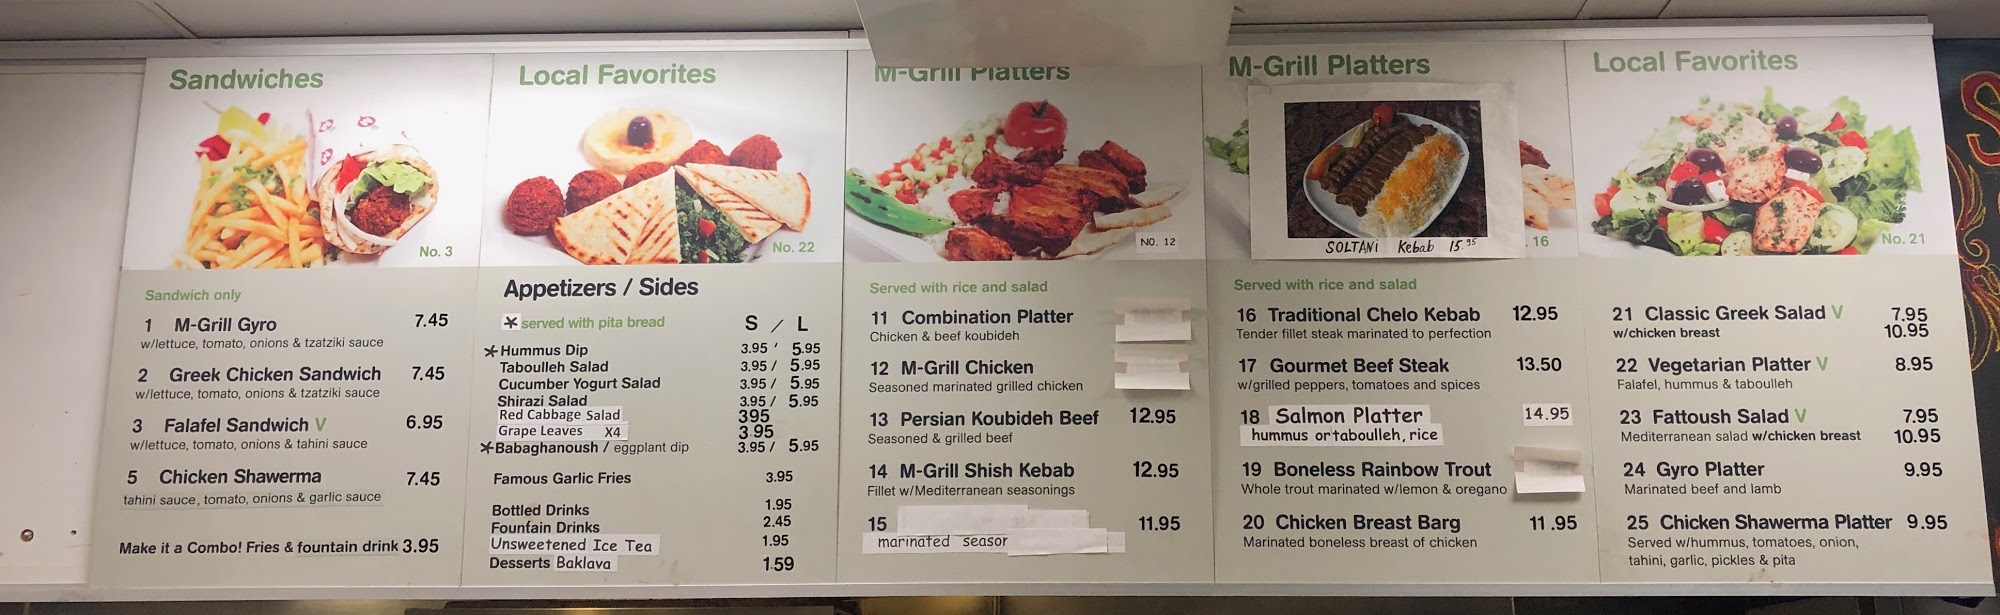 Sandwiches
No. 3
Sandwich only
1 M-Grill Gyro 7.45
w/lettuce, tomato, onions & tzatziki sauce
2 Greek Chicken Sandwich 7.45
w/lettuce, tomato, onions & tzatziki sauce
3 Falafel Sandwich V 6.95
w/lettuce, tomato, onions & tahini sauce
5 Chicken Shawerma 7.45
tahini sauce, tomato, onions & garlic sauce
Make it a Combo! Fries & fountain drink 3.95
Local Favorites
No. 22
Appetizers / Sides
* served with pita bread S / L
*Hummus Dip 3.95 / 5.95
Taboulleh Salad 3.95 / 5.95
Cucumber Yogurt Salad 3.95 / 5.95
Shirazi Salad 3.95 / 5.95
Red Cabbage Salad 395
Grape Leaves X4 3.95
*Babaghanoush / eggplant dip 3.95 / 5.95
Famous Garlic Fries 3.95
Bottled Drinks 1.95
Fountain Drinks 2.45
Unsweetened Ice Tea 1.95
Desserts Baklava 1.59
M-Grill Platters
NO. 12
Served with rice and salad
11 Combination Platter
Chicken & beef koubideh
12 M-Grill Chicken
Seasoned marinated grilled chicken
13 Persian Koubideh Beef 12.95
Seasoned & grilled beef
14 M-Grill Shish Kebab 12.95
Fillet w/Mediterranean seasonings
15 11.95
marinated seasor
M-Grill Platters
SOLTANI Kebab 15.95
. 16
Served with rice and salad
16 Traditional Chelo Kebab 12.95
Tender fillet steak marinated to perfection
17 Gourmet Beef Steak 13.50
w/grilled peppers, tomatoes and spices
18 Salmon Platter 14.95
hummus or taboulleh, rice
19 Boneless Rainbow Trout
Whole trout marinated w/lemon & oregano
20 Chicken Breast Barg 11.95
Marinated boneless breast of chicken
Local Favorites
No. 21
21 Classic Greek Salad V 7.95
w/chicken breast 10.95
22 Vegetarian Platter V 8.95
Falafel, hummus & taboulleh
23 Fattoush Salad V 7.95
Mediterranean salad w/chicken breast 10.95
24 Gyro Platter 9.95
Marinated beef and lamb
25 Chicken Shawerma Platter 9.95
Served w/hummus, tomatoes, onion,
tahini, garlic, pickles & pita